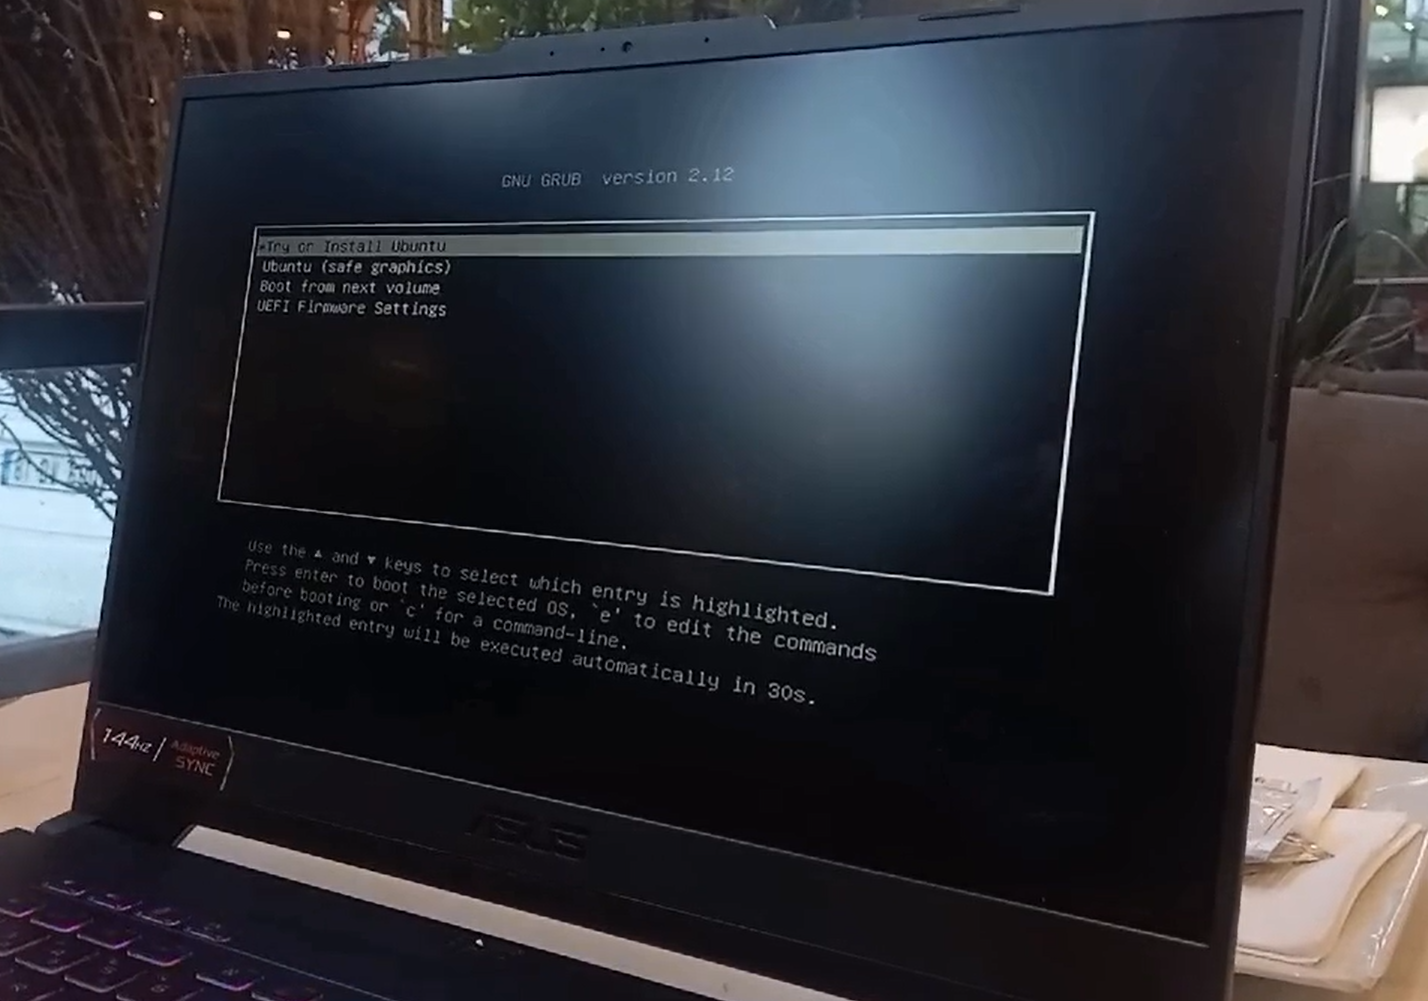 GNU GRUB version 2.12
*Try or Install Ubuntu
Ubuntu (safe graphics)
Boot from next volume
UEFI Firmware Settings
Use the ▲ and ▼ keys to select which entry is highlighted.
Press enter to boot the selected OS, `e' to edit the commands
before booting or `c' for a command-line.
The highlighted entry will be executed automatically in 30s.
144HZ
Adaptive
SYNC
ASUS